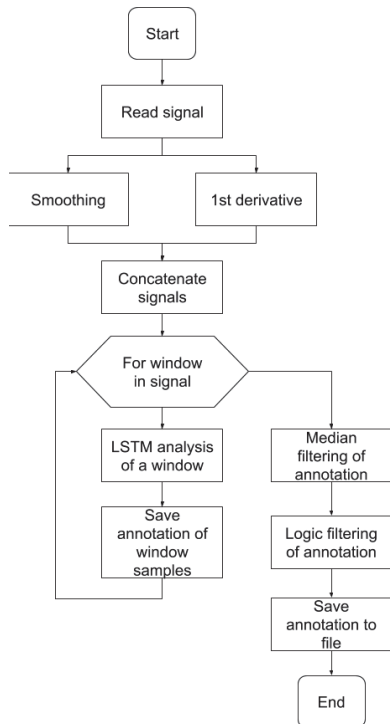 Start
Read signal
Smoothing
1st derivative
Concatenate
signals
For window
in signal
LSTM analysis
of a window
Save
annotation of
window
samples
Median
filtering of
annotation
Logic filtering
of annotation
Save
annotation to
file
End